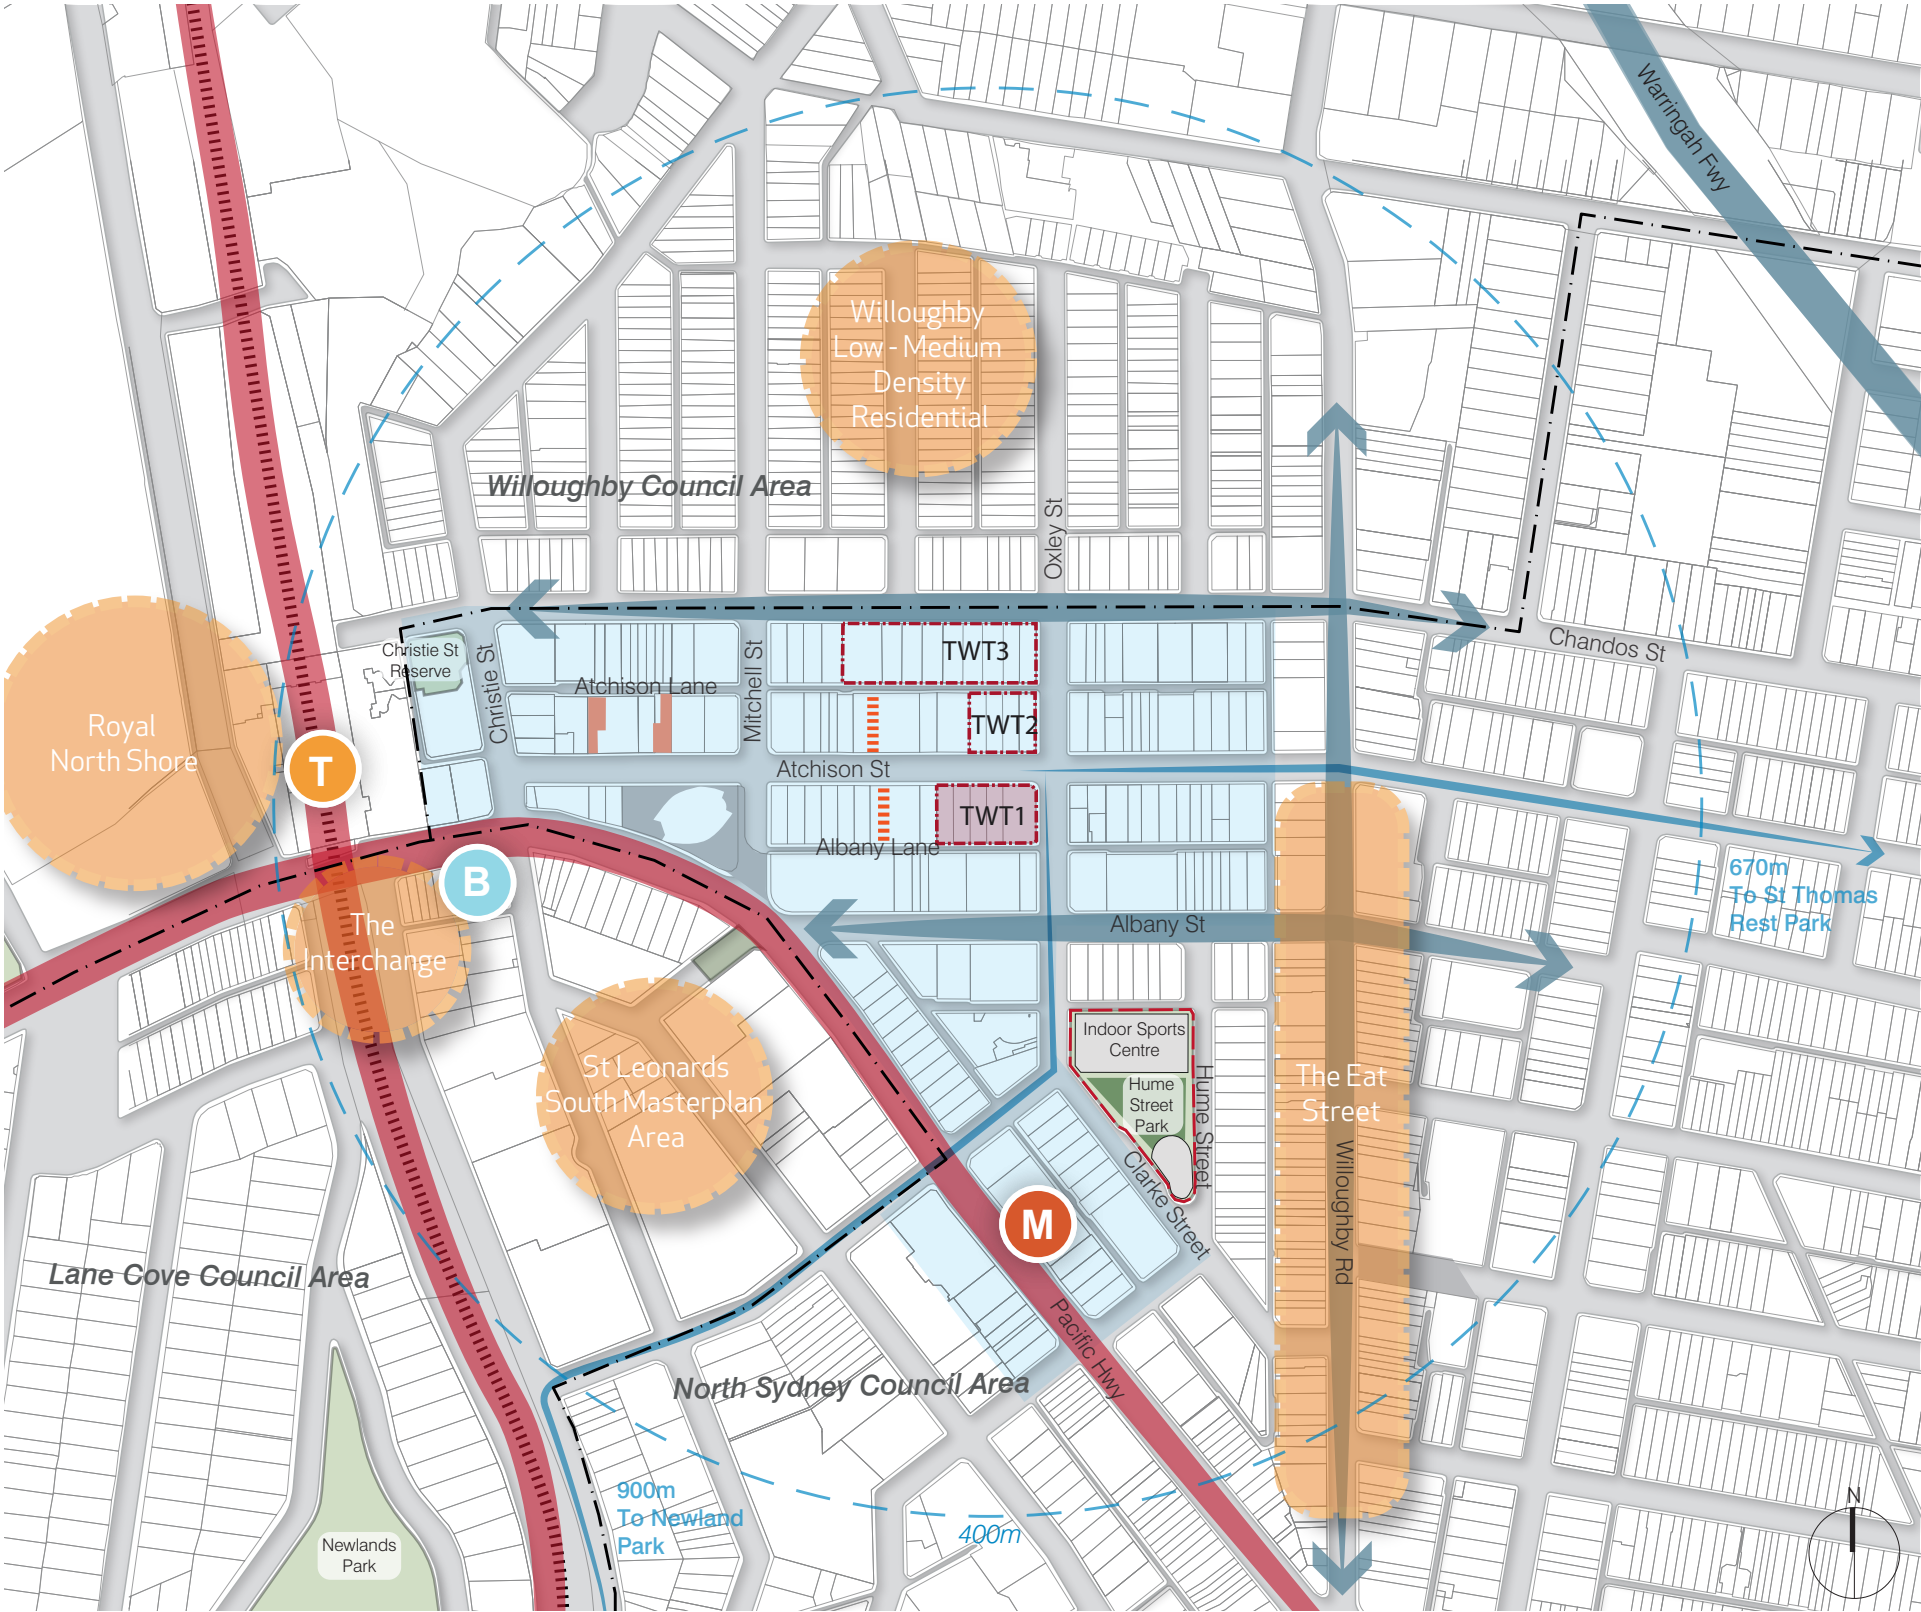 Warringah Fwy
Willoughby
Low - Medium
Density
Residential
Willoughby Council Area
Oxley St
Chandos St
Christie St
Reserve
Christie St
Atchison Lane
Mitchell St
TWT3
TWT2
Royal
North Shore
T
Atchison St
TWT1
Albany Lane
B
670m
To St Thomas
Rest Park
Albany St
The
Interchange
Indoor Sports
Centre
Hume
Street
Park
Hume Street
Clarke Street
The Eat
Street
Willoughby Rd
St Leonards
South Masterplan
Area
M
Lane Cove Council Area
Pacific Hwy
North Sydney Council Area
900m
To Newland
Park
400m
Newlands
Park
N